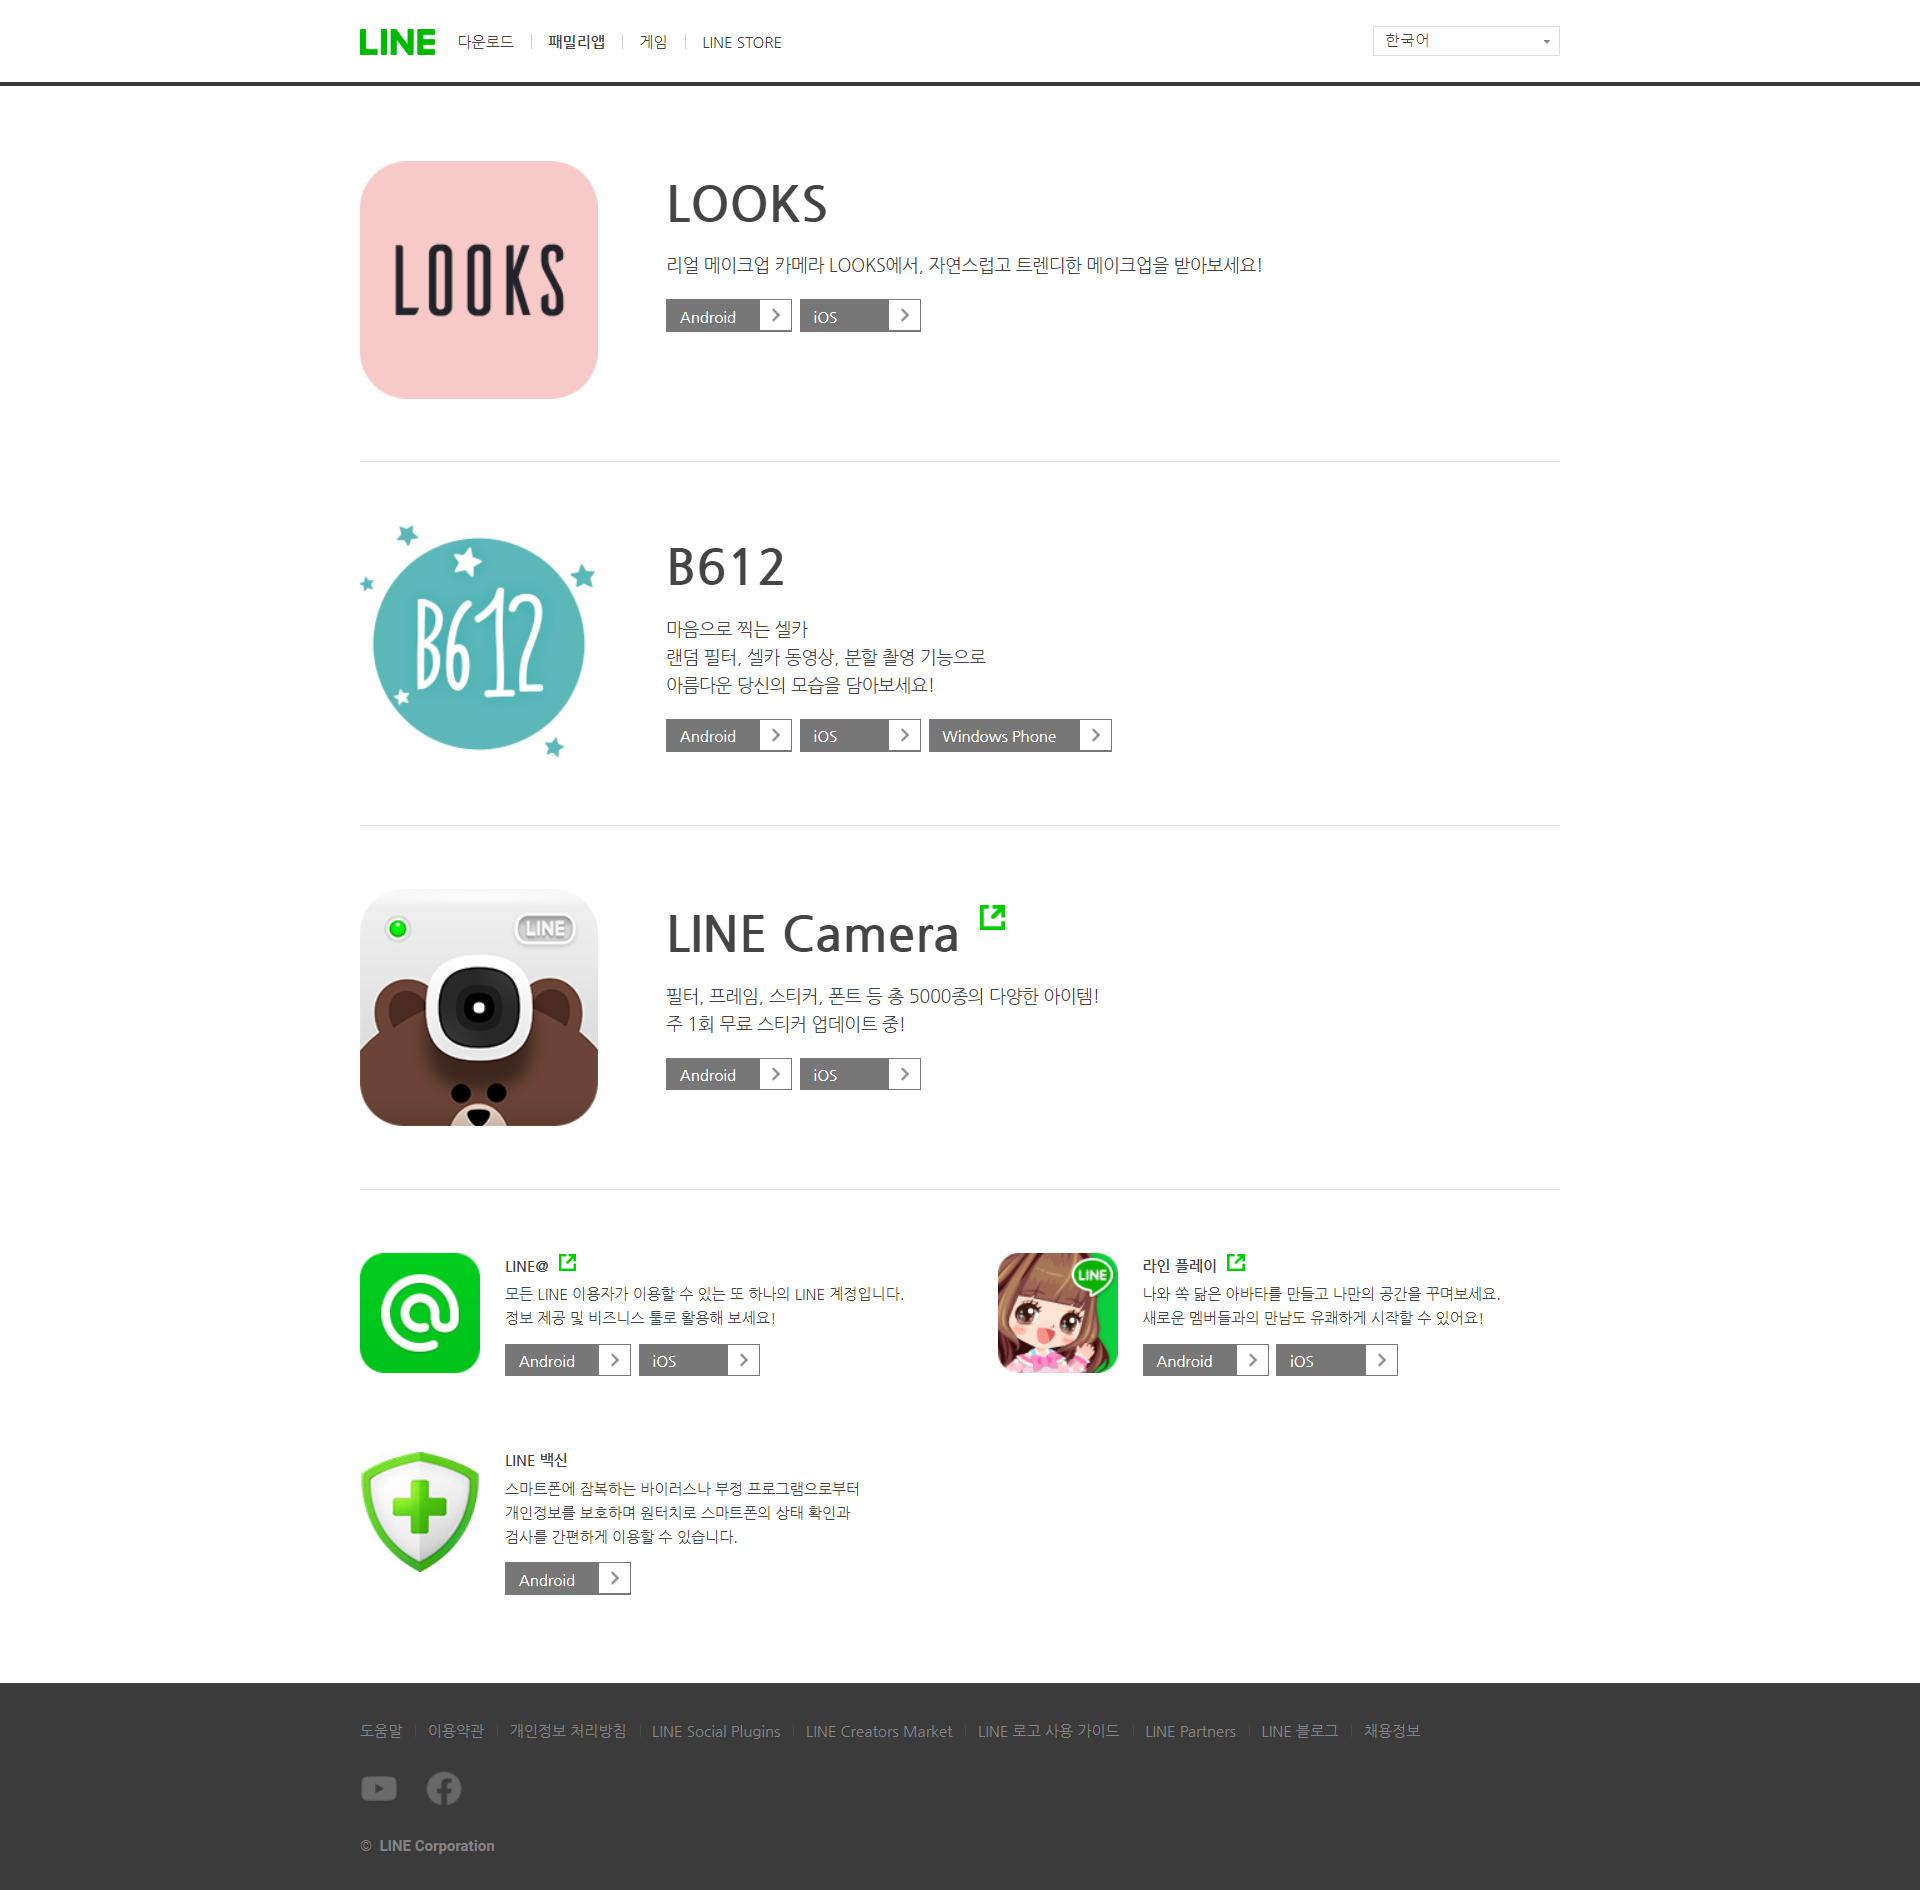 LINE 다운로드 패밀리앱 게임 LINE STORE 한국어
LOOKS
LOOKS
리얼 메이크업 카메라 LOOKS에서, 자연스럽고 트렌디한 메이크업을 받아보세요!
Android iOS
B612
B612
마음으로 찍는 셀카
랜덤 필터, 셀카 동영상, 분할 촬영 기능으로
아름다운 당신의 모습을 담아보세요!
Android iOS Windows Phone
LINE
LINE Camera
필터, 프레임, 스티커, 폰트 등 총 5000종의 다양한 아이템!
주 1회 무료 스티커 업데이트 중!
Android iOS
@
LINE@
모든 LINE 이용자가 이용할 수 있는 또 하나의 LINE 계정입니다.
정보 제공 및 비즈니스 툴로 활용해 보세요!
Android iOS
LINE
라인 플레이
나와 쏙 닮은 아바타를 만들고 나만의 공간을 꾸며보세요.
새로운 멤버들과의 만남도 유쾌하게 시작할 수 있어요!
Android iOS
LINE 백신
스마트폰에 잠복하는 바이러스나 부정 프로그램으로부터
개인정보를 보호하며 원터치로 스마트폰의 상태 확인과
검사를 간편하게 이용할 수 있습니다.
Android
도움말 이용약관 개인정보 처리방침 LINE Social Plugins LINE Creators Market LINE 로고 사용 가이드 LINE Partners LINE 블로그 채용정보
© LINE Corporation